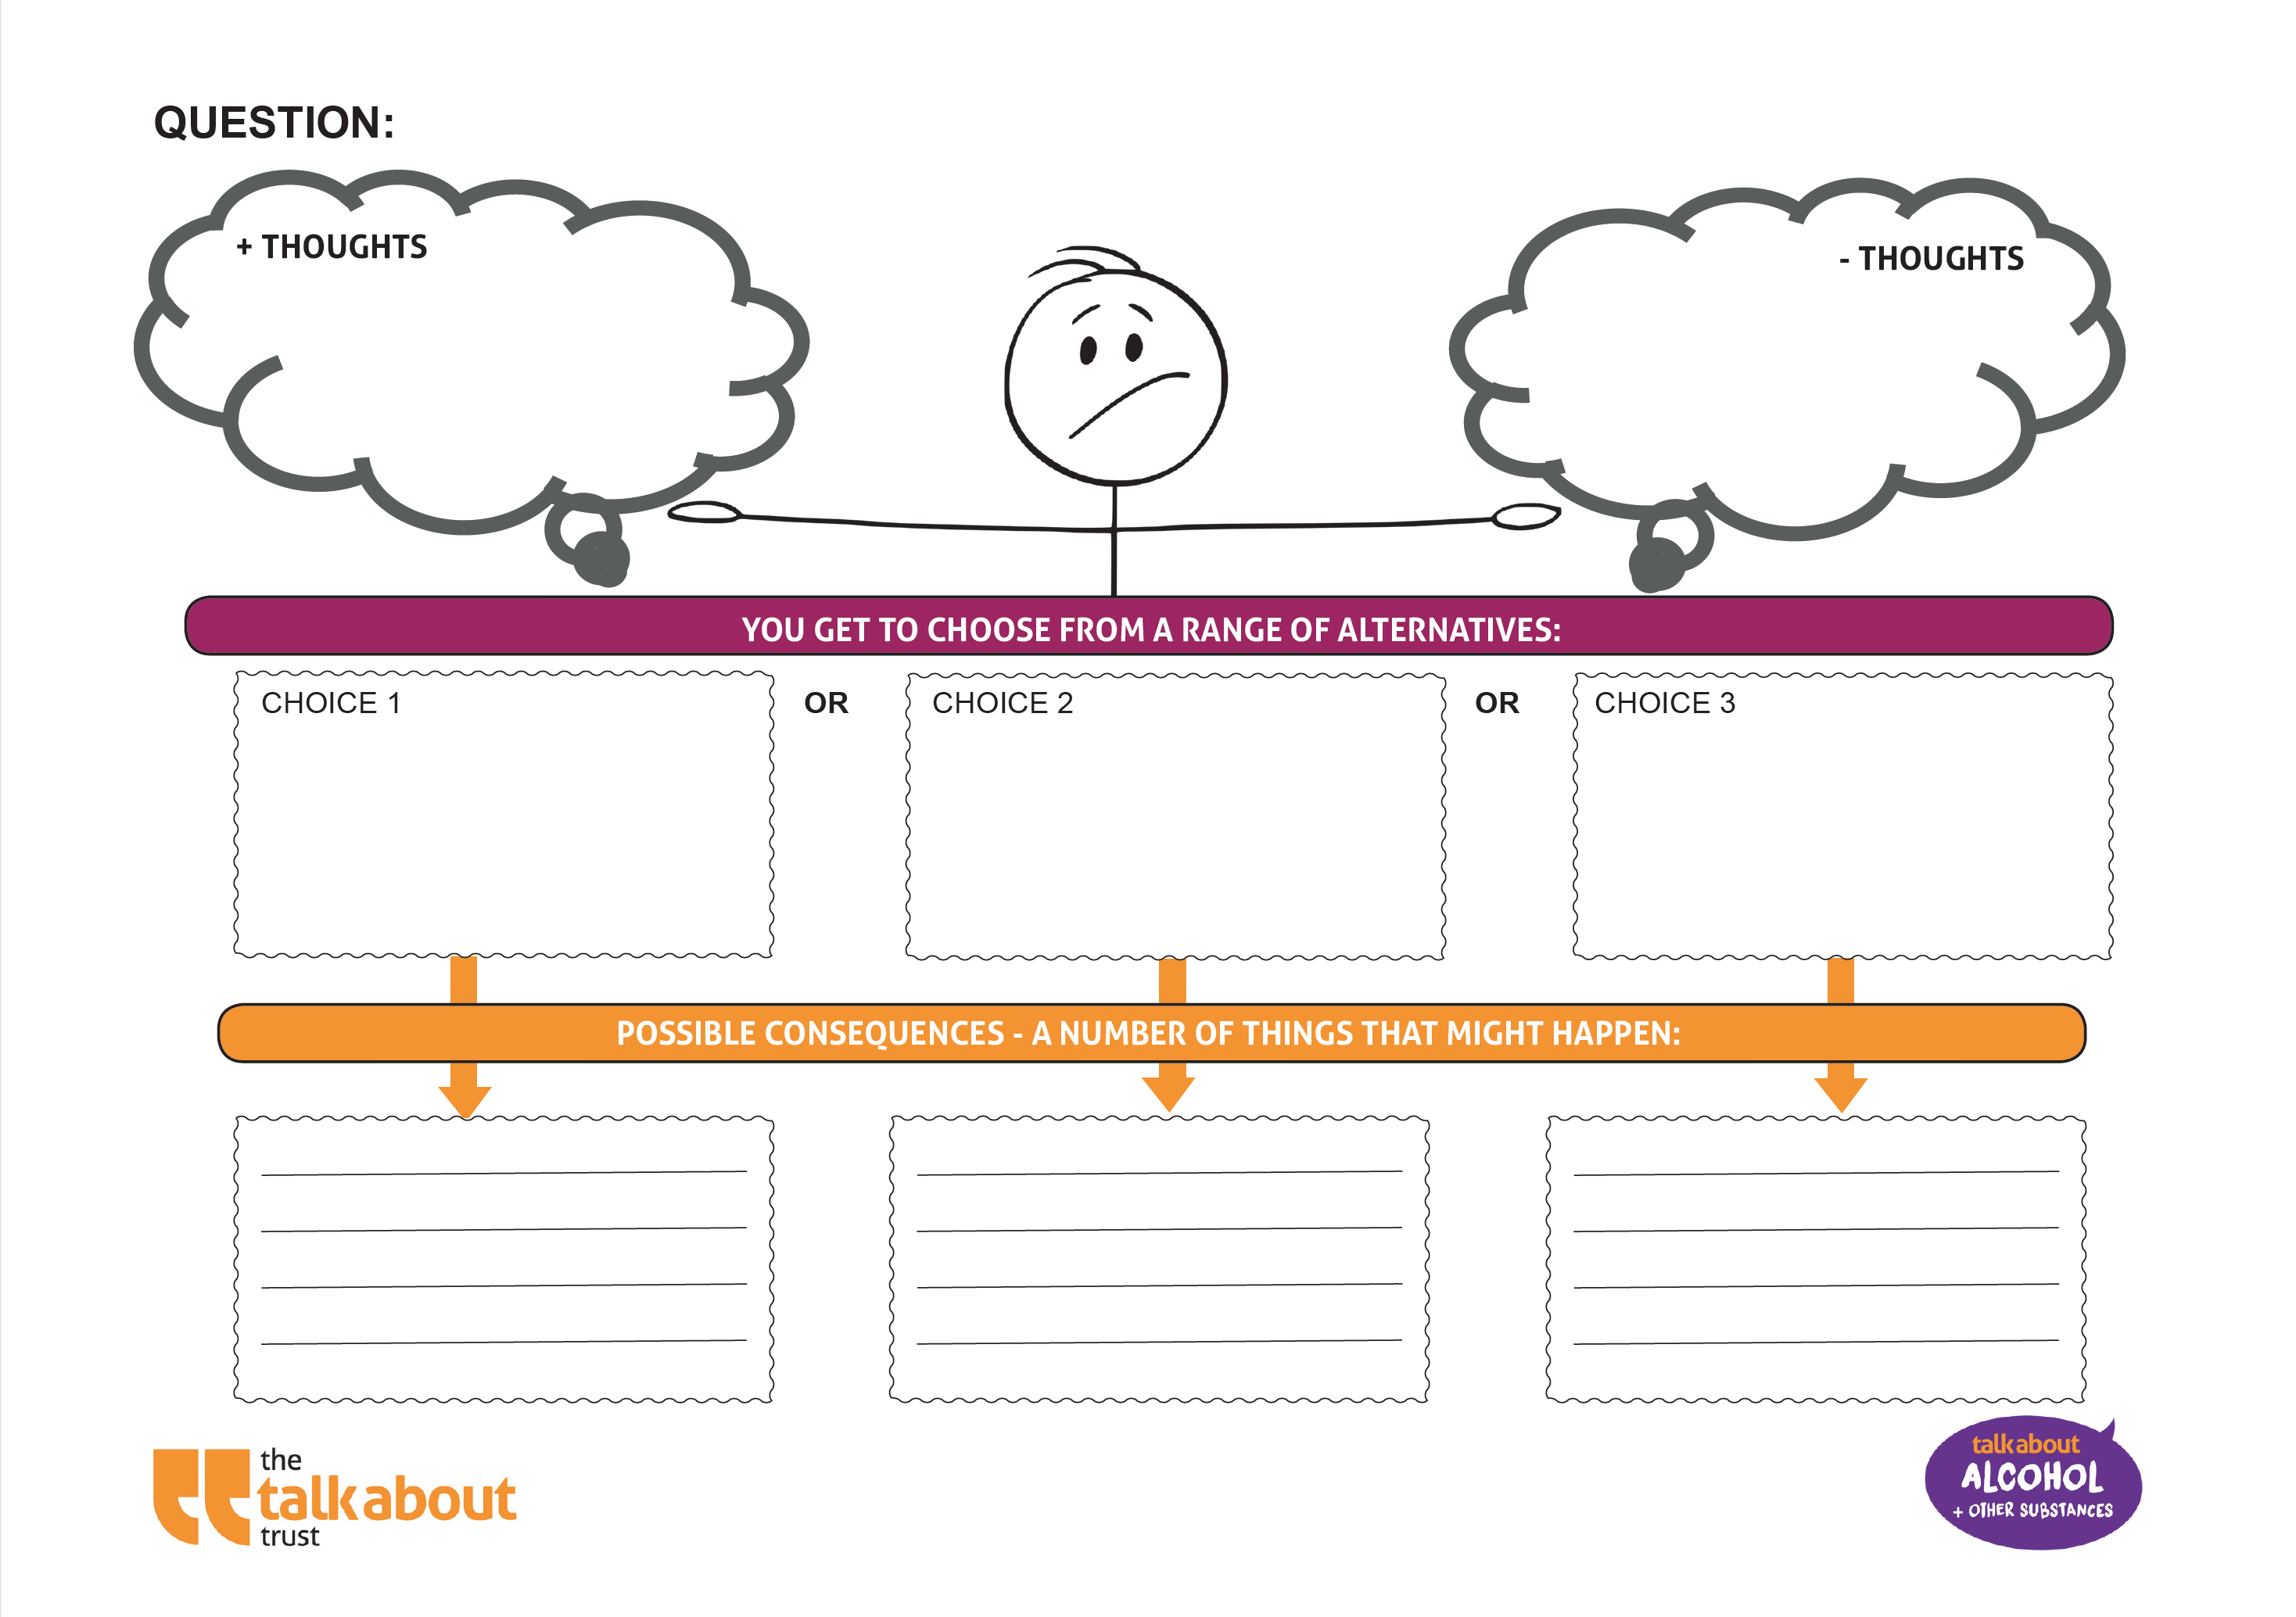 QUESTION:
+ THOUGHTS
- THOUGHTS
YOU GET TO CHOOSE FROM A RANGE OF ALTERNATIVES:
CHOICE 1
OR
CHOICE 2
OR
CHOICE 3
POSSIBLE CONSEQUENCES - A NUMBER OF THINGS THAT MIGHT HAPPEN:
the
talkabout
trust
talkabout
ALCOHOL
+ OTHER SUBSTANCES